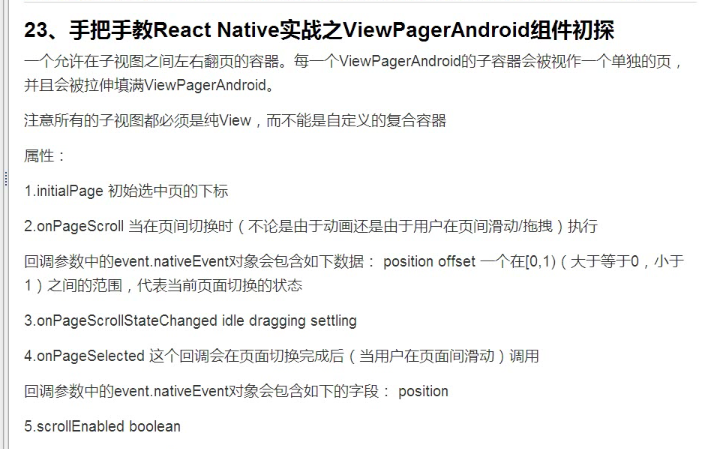 23、手把手教React Native实战之ViewPagerAndroid组件初探
一个允许在子视图之间左右翻页的容器。每一个ViewPagerAndroid的子容器会被视作一个单独的页，
并且会被拉伸填满ViewPagerAndroid。
注意所有的子视图都必须是纯View，而不能是自定义的复合容器
属性：
1.initialPage 初始选中页的下标
2.onPageScroll 当在页间切换时（不论是由于动画还是由于用户在页间滑动/拖拽）执行
回调参数中的event.nativeEvent对象会包含如下数据： position offset 一个在[0,1)（大于等于0，小于
1）之间的范围，代表当前页面切换的状态
3.onPageScrollStateChanged idle dragging settling
4.onPageSelected 这个回调会在页面切换完成后（当用户在页面间滑动）调用
回调参数中的event.nativeEvent对象会包含如下的字段： position
5.scrollEnabled boolean